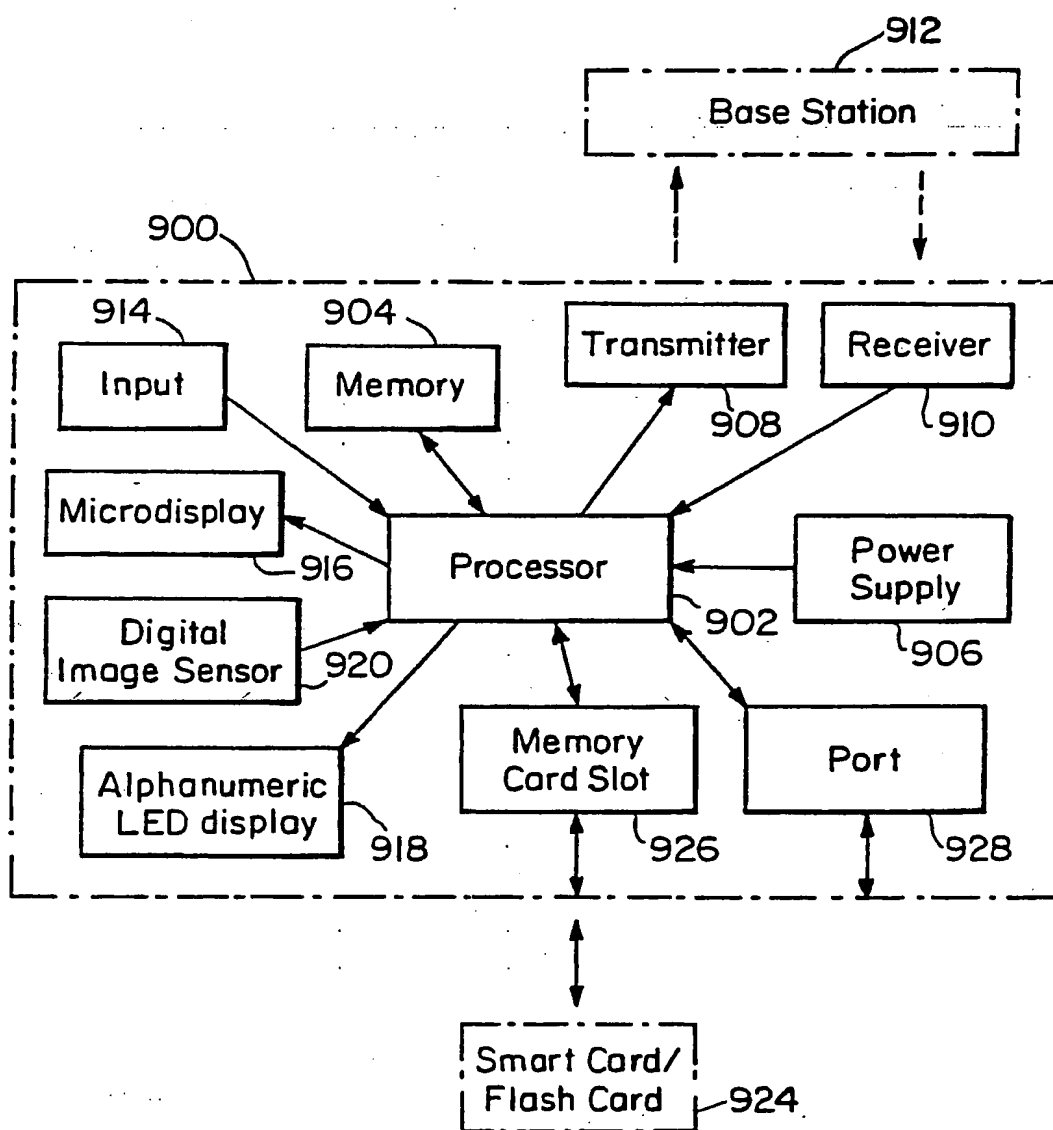 912
Base Station
900
914
904
Input
Memory
Transmitter
908
Receiver
910
Microdisplay
916
Processor
902
Power
Supply
906
Digital
Image Sensor
920
Alphanumeric
LED display
918
Memory
Card Slot
926
Port
928
Smart Card/
Flash Card
924